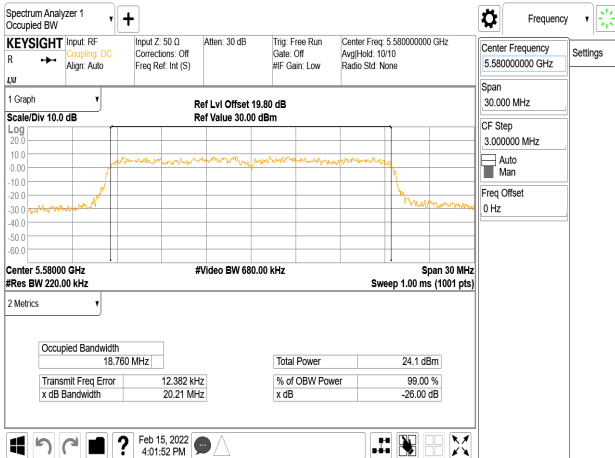 Spectrum Analyzer 1
Occupied BW
Frequency
KEYSIGHT
R
Input: RF
Coupling: DC
Align: Auto
Input Z: 50 Ω
Corrections: Off
Freq Ref: Int (S)
Atten: 30 dB
Trig: Free Run
Gate: Off
#IF Gain: Low
Center Freq: 5.580000000 GHz
Avg|Hold: 10/10
Radio Std: None
Center Frequency
5.580000000 GHz
Settings
Span
30.000 MHz
CF Step
3.000000 MHz
Auto
Man
Freq Offset
0 Hz
1 Graph
Scale/Div 10.0 dB
Ref Lvl Offset 19.80 dB
Ref Value 30.00 dBm
Log
20.0
10.0
0.00
-10.0
-20.0
-30.0
-40.0
-50.0
-60.0
Center 5.58000 GHz
#Video BW 680.00 kHz
Span 30 MHz
#Res BW 220.00 kHz
Sweep 1.00 ms (1001 pts)
2 Metrics
Occupied Bandwidth
18.760 MHz
Total Power 24.1 dBm
Transmit Freq Error 12.382 kHz
% of OBW Power 99.00 %
x dB Bandwidth 20.21 MHz
x dB -26.00 dB
?
Feb 15, 2022
4:01:52 PM